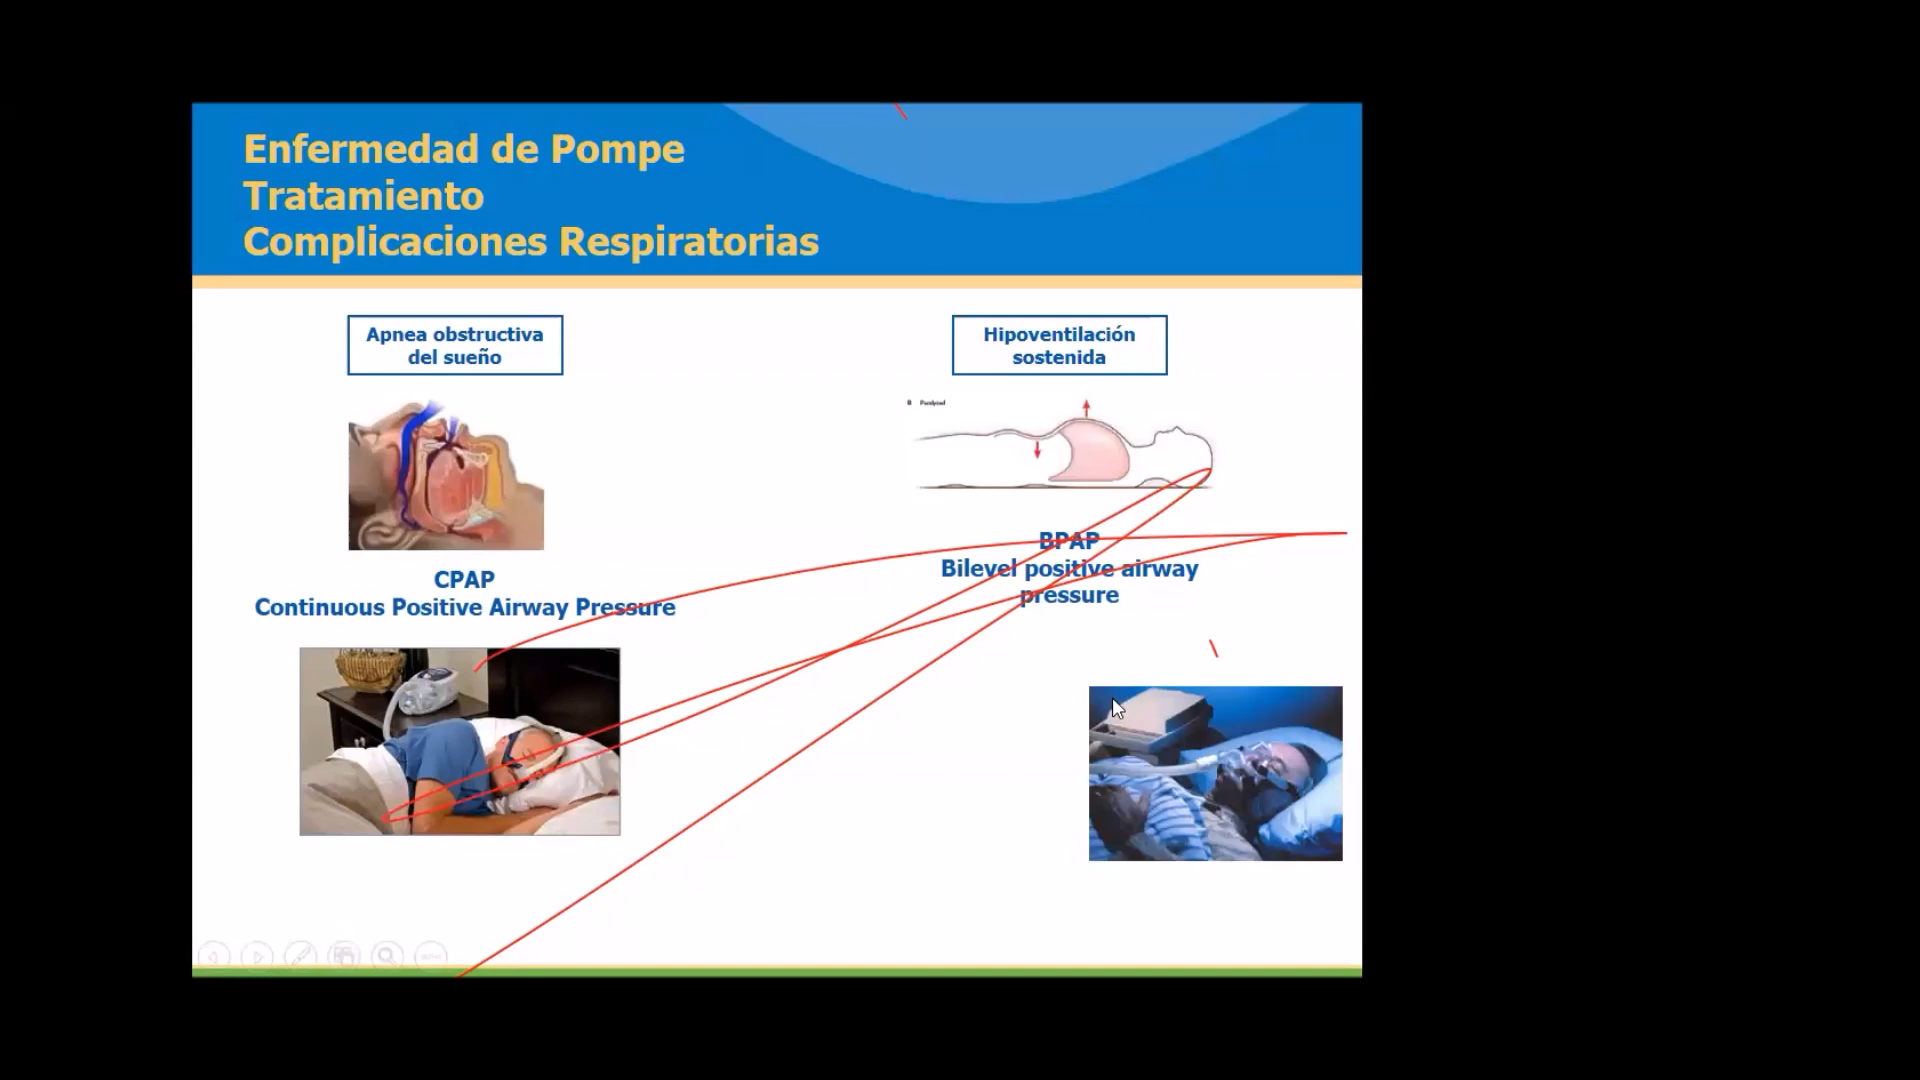 Enfermedad de Pompe
Tratamiento
Complicaciones Respiratorias
Apnea obstructiva
del sueño
Hipoventilación
sostenida
B Paralyzed
CPAP
Continuous Positive Airway Pressure
BPAP
Bilevel positive airway
pressure